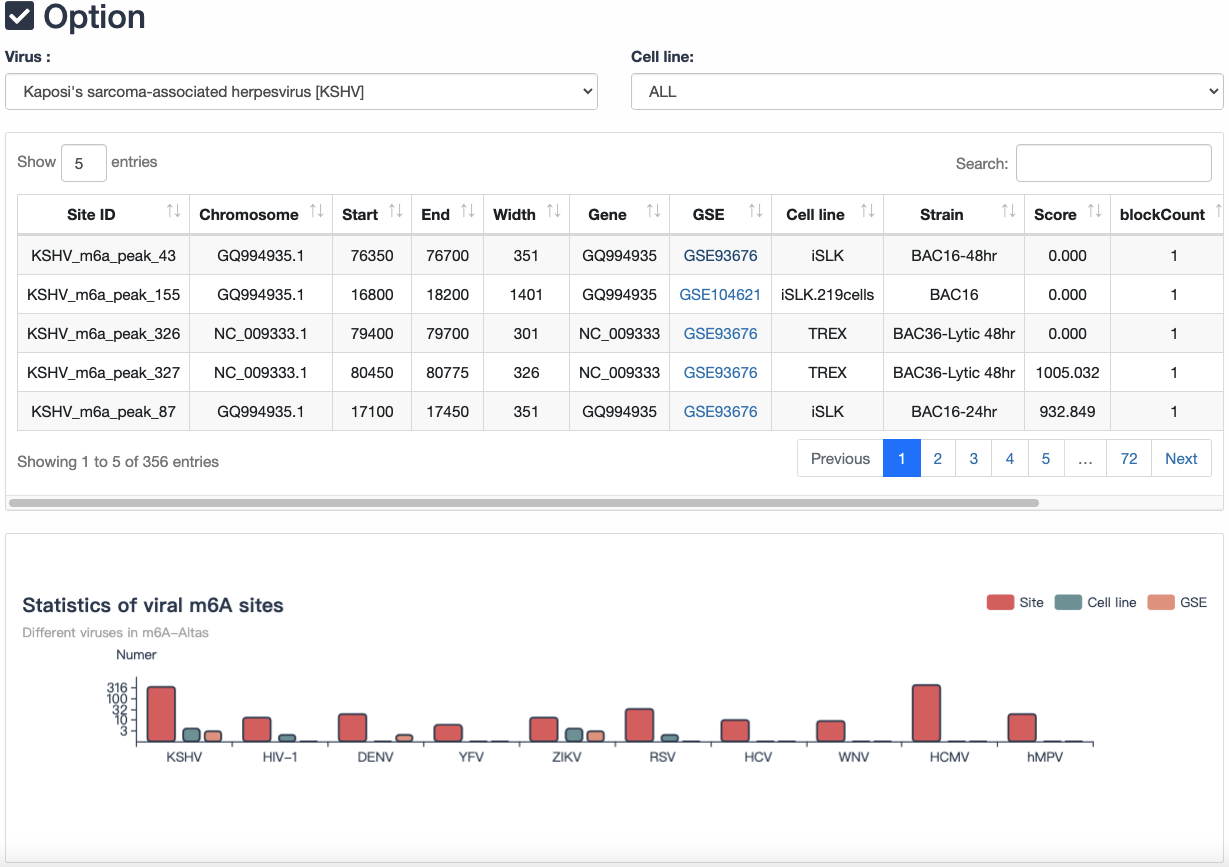 Option
Virus : Cell line:
Kaposi's sarcoma-associated herpesvirus [KSHV] ALL
Show 5 entries Search:
Site ID Chromosome Start End Width Gene GSE Cell line Strain Score blockCount
KSHV_m6a_peak_43 GQ994935.1 76350 76700 351 GQ994935 GSE93676 iSLK BAC16-48hr 0.000 1
KSHV_m6a_peak_155 GQ994935.1 16800 18200 1401 GQ994935 GSE104621 iSLK.219cells BAC16 0.000 1
KSHV_m6a_peak_326 NC_009333.1 79400 79700 301 NC_009333 GSE93676 TREX BAC36-Lytic 48hr 0.000 1
KSHV_m6a_peak_327 NC_009333.1 80450 80775 326 NC_009333 GSE93676 TREX BAC36-Lytic 48hr 1005.032 1
KSHV_m6a_peak_87 GQ994935.1 17100 17450 351 GQ994935 GSE93676 iSLK BAC16-24hr 932.849 1
Showing 1 to 5 of 356 entries Previous 1 2 3 4 5 … 72 Next
Statistics of viral m6A sites Site Cell line GSE
Different viruses in m6A-Altas
Numer
316
100
32
10
3
KSHV HIV-1 DENV YFV ZIKV RSV HCV WNV HCMV hMPV